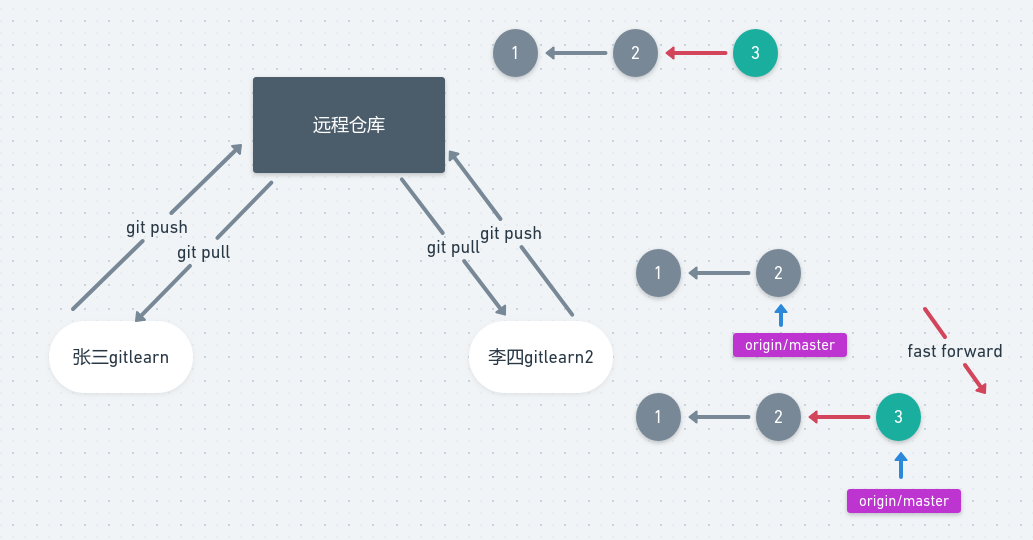 1
2
3
远程仓库
git push
git pull
git pull
git push
张三gitlearn
李四gitlearn2
1
2
origin/master
fast forward
1
2
3
origin/master